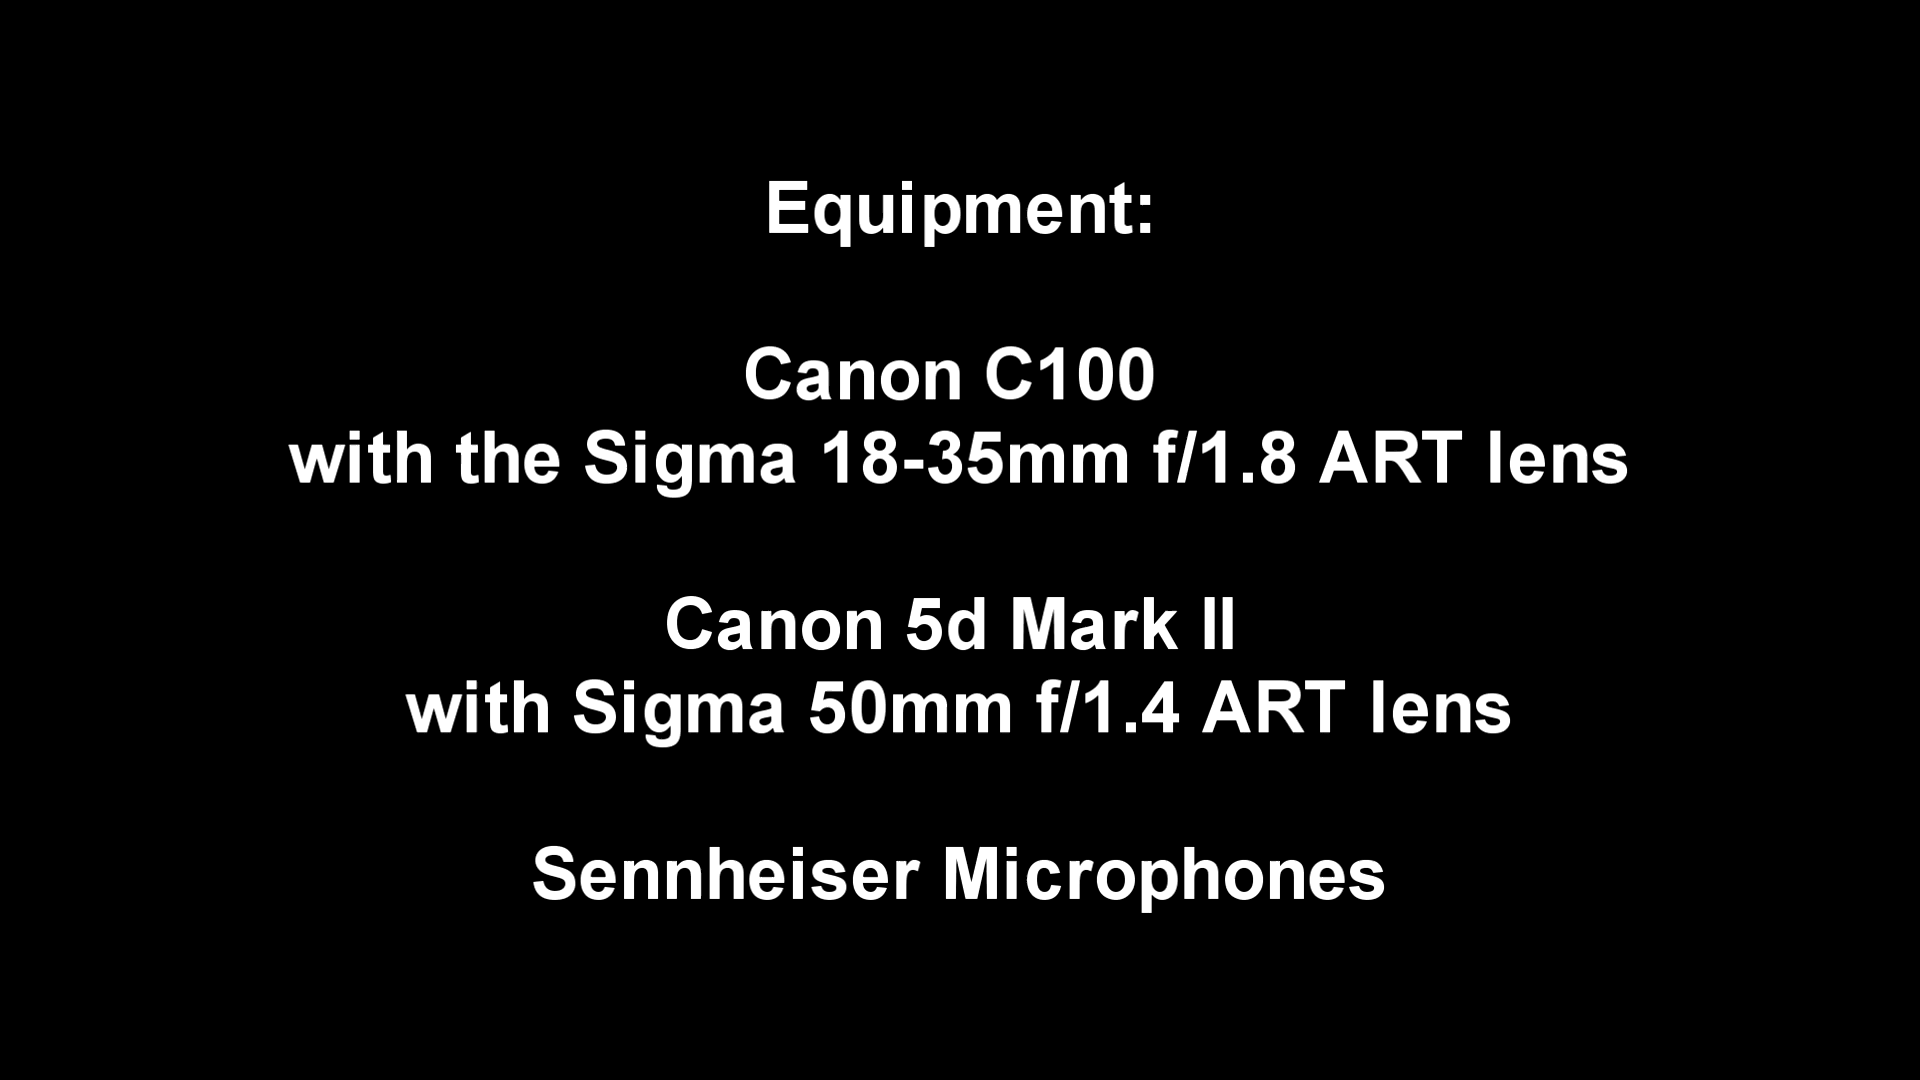 Equipment:
Canon C100
with the Sigma 18-35mm f/1.8 ART lens
Canon 5d Mark II
with Sigma 50mm f/1.4 ART lens
Sennheiser Microphones